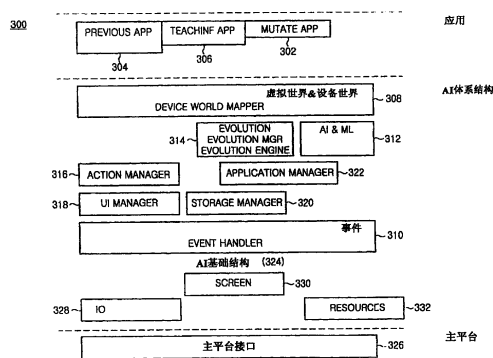 300
应用
PREVIOUS APP
TEACHINF APP
MUTATE APP
304
306
302
AI体系结构
虚拟世界&设备世界
DEVICE WORLD MAPPER
308
314
EVOLUTION
EVOLUTION MGR
EVOLUTION ENGINE
AI & ML
312
316
ACTION MANAGER
APPLICATION MANAGER
322
318
UI MANAGER
STORAGE MANAGER
320
事件
EVENT HANDLER
310
AI基础结构 (324)
SCREEN
330
328
IO
RESOURCES
332
主平台
主平台接口
326